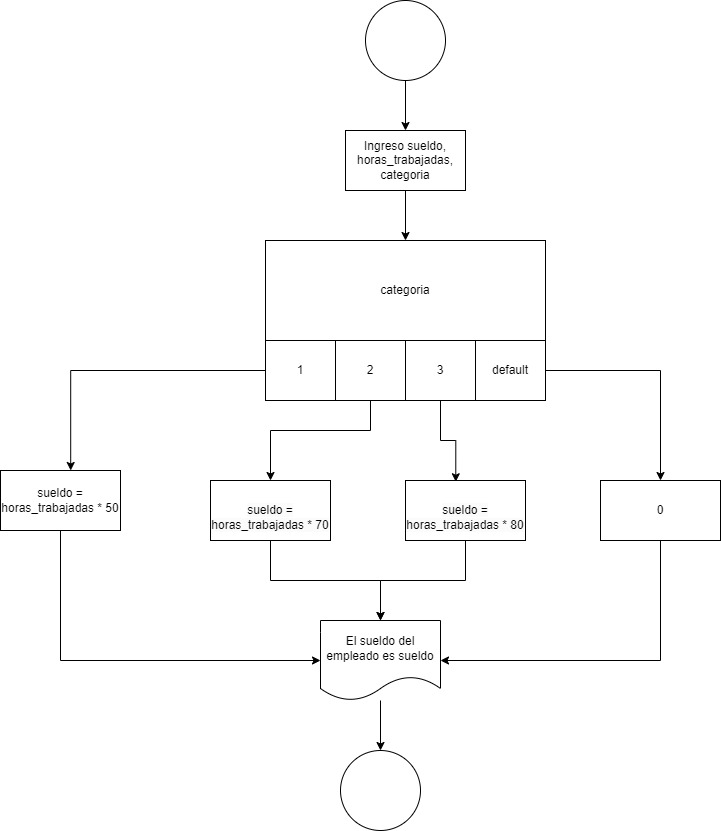 Ingreso sueldo,
horas_trabajadas,
categoria
categoria
1
2
3
default
sueldo =
horas_trabajadas * 50
sueldo =
horas_trabajadas * 70
sueldo =
horas_trabajadas * 80
0
El sueldo del
empleado es sueldo